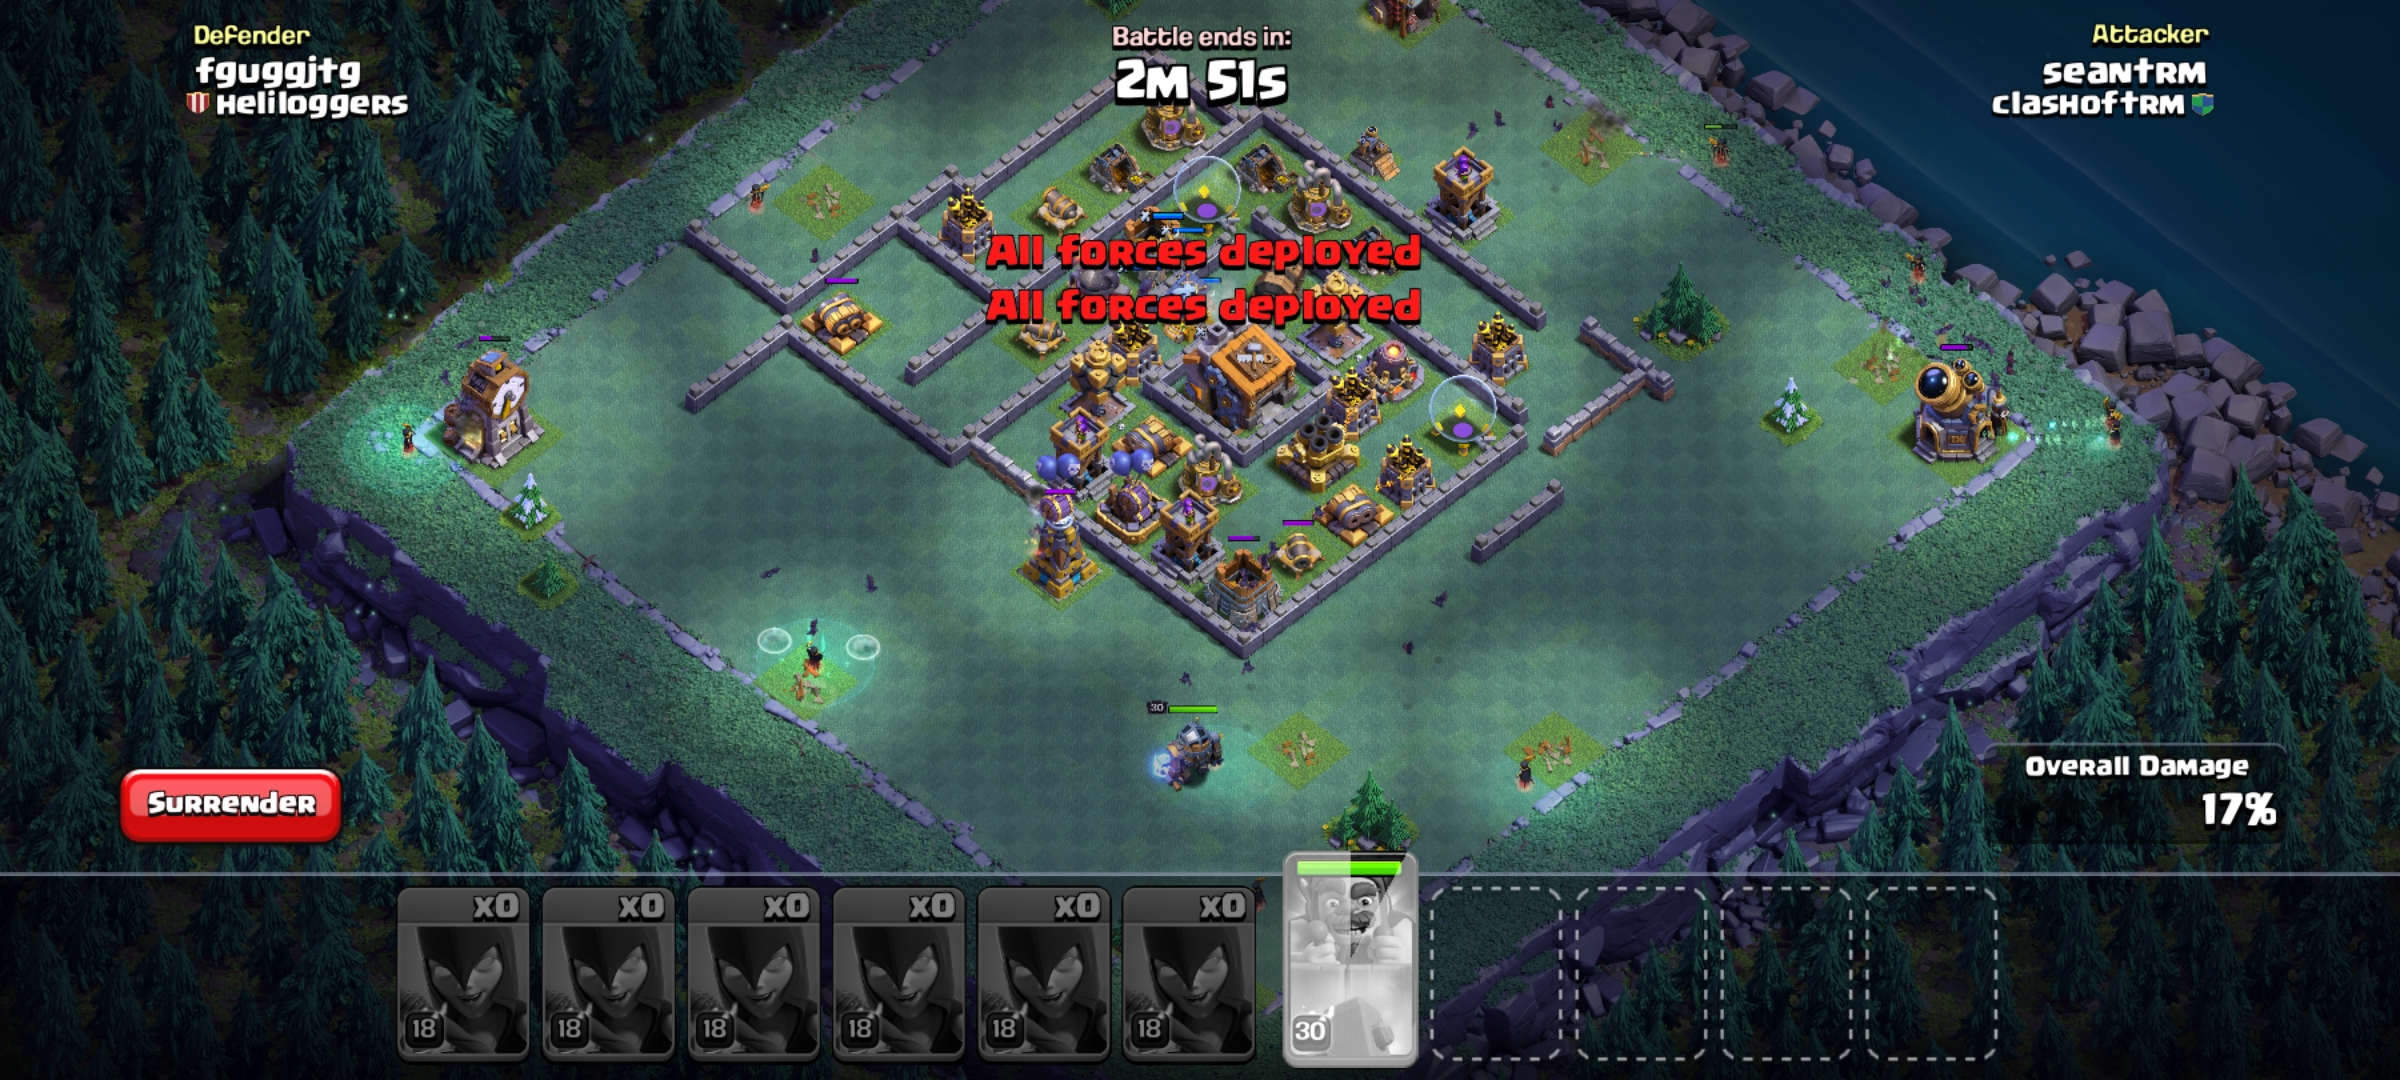 Defender
fguggjtg
Heliloggers
Battle ends in:
2M 51s
Attacker
seantRM
clashoftRM
All forces deployed
All forces deployed
30
Surrender
Overall Damage
17%
x0
x0
x0
x0
x0
x0
18
18
18
18
18
18
30